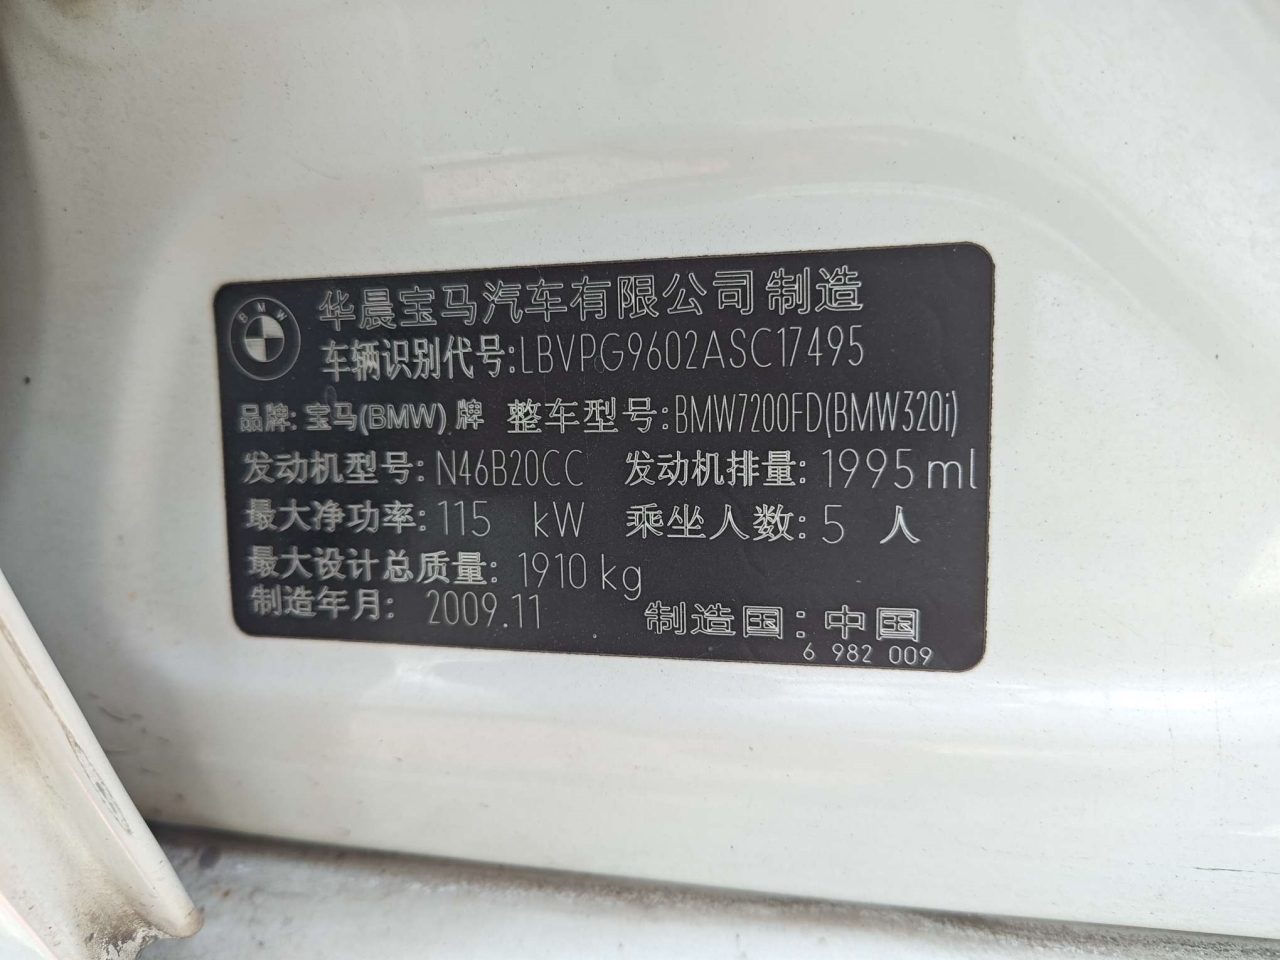 BMW
华晨宝马汽车有限公司制造
车辆识别代号:LBVPG9602ASC17495
品牌:宝马(BMW)牌 整车型号:BMW7200FD(BMW320i)
发动机型号:N46B20CC 发动机排量:1995ml
最大净功率:115 kW 乘坐人数:5 人
最大设计总质量:1910kg
制造年月:2009.11 制造国:中国
6 982 009